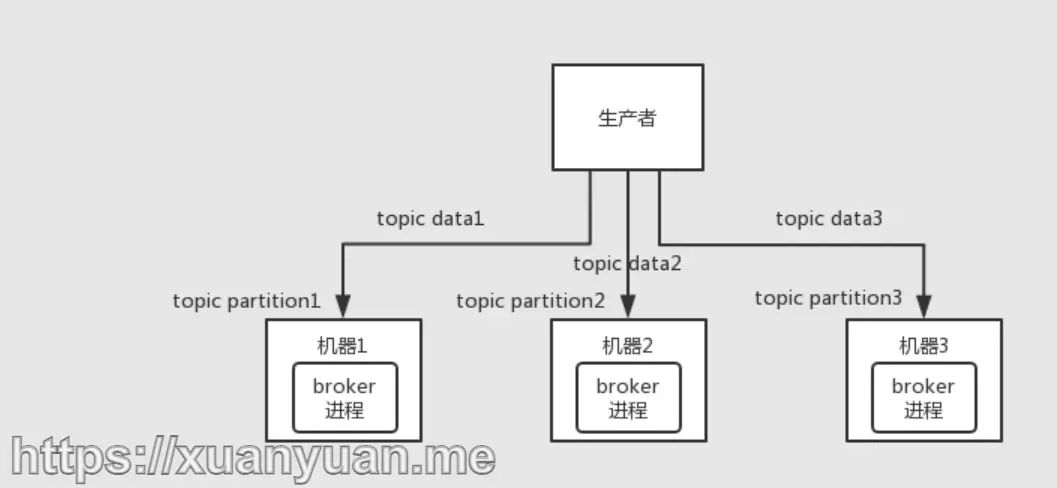 生产者
topic data1
topic data3
topic data2
topic partition1
topic partition2
topic partition3
机器1
机器2
机器3
broker
进程
broker
进程
broker
进程
https://xuanyuan.me